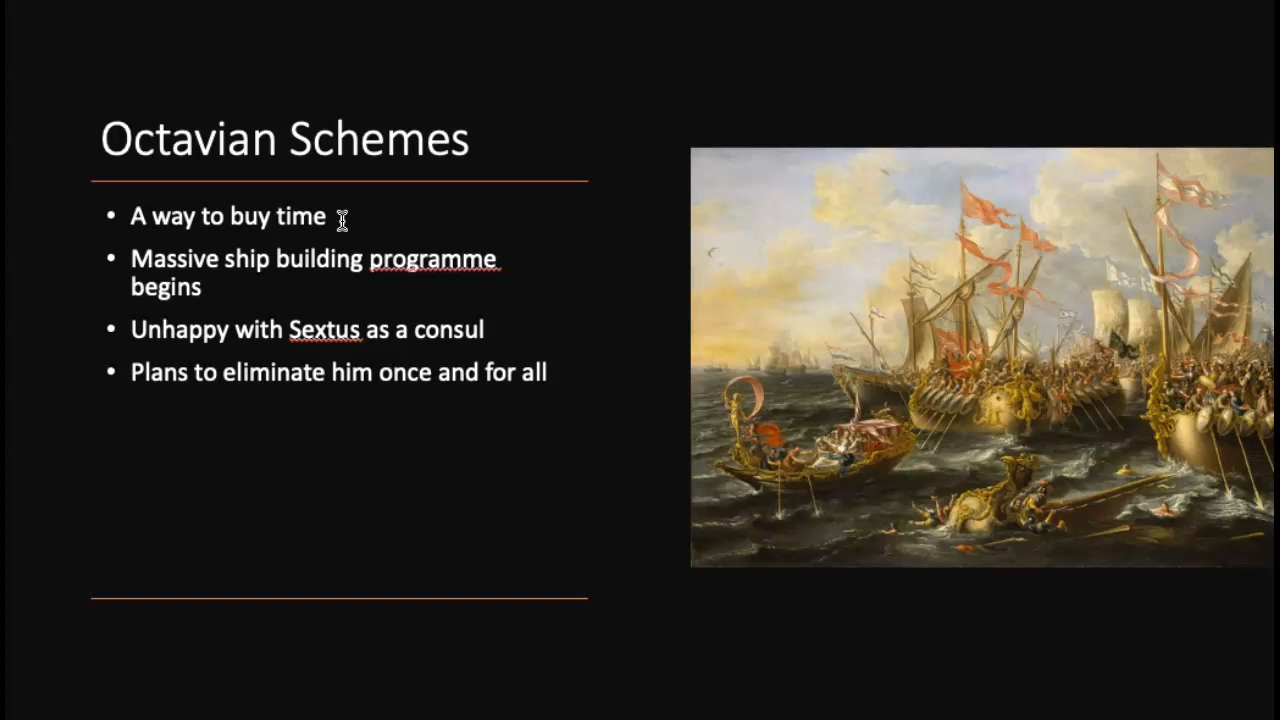 Octavian Schemes
• A way to buy time
• Massive ship building programme
begins
• Unhappy with Sextus as a consul
• Plans to eliminate him once and for all